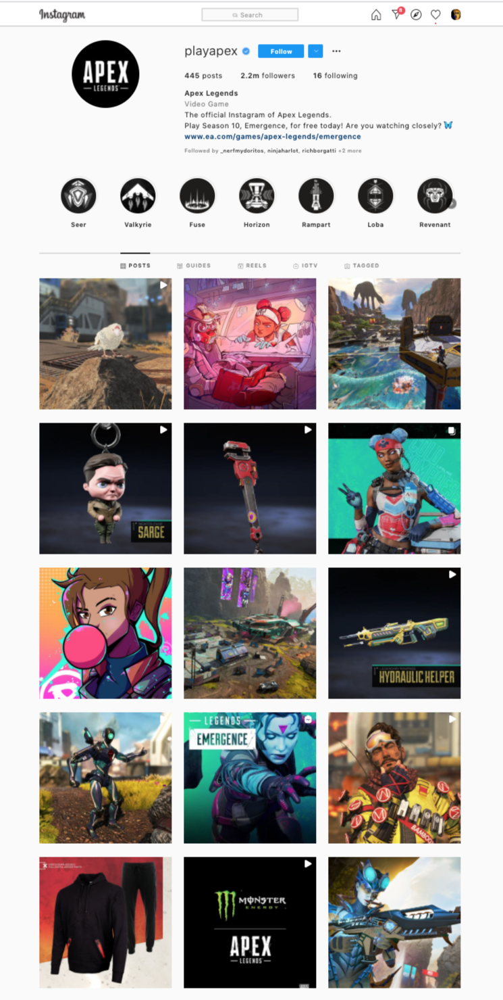 Instagram
Search
8
playapex Follow
445 posts 2.2m followers 16 following
Apex Legends
Video Game
The official Instagram of Apex Legends.
Play Season 10, Emergence, for free today! Are you watching closely? 🦋
www.ea.com/games/apex-legends/emergence
Followed by _nerfmydoritos, ninjaharlot, richborgatti +2 more
APEX
LEGENDS
Seer Valkyrie Fuse Horizon Rampart Loba Revenant
POSTS GUIDES REELS IGTV TAGGED
SARGE
HYDRAULIC HELPER
LEGENDS
EMERGENCE
BAMBOO
MONSTER
ENERGY
APEX
LEGENDS